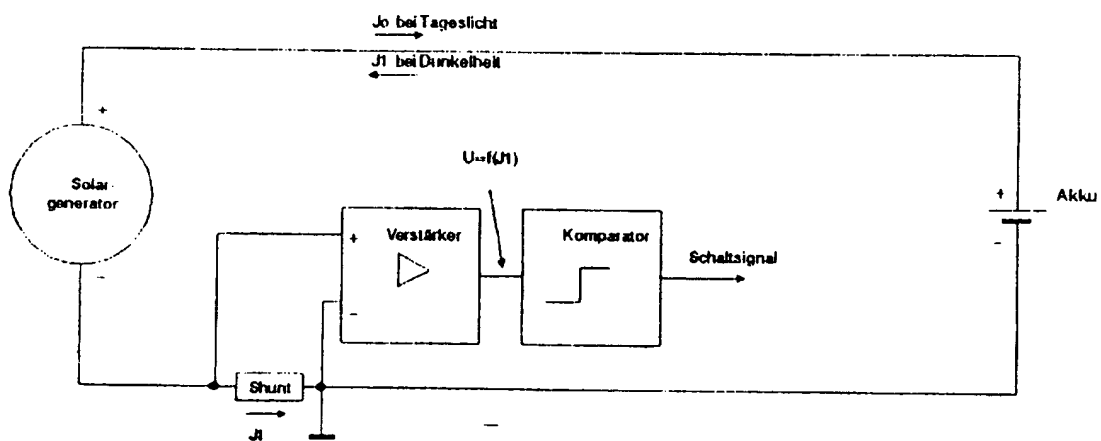 Jo bei Tageslicht
J1 bei Dunkelheit
+
Solar-
generator
-
U=f(J1)
+
Verstärker
-
Komparator
Schaltsignal
+
Akku
-
Shunt
J1